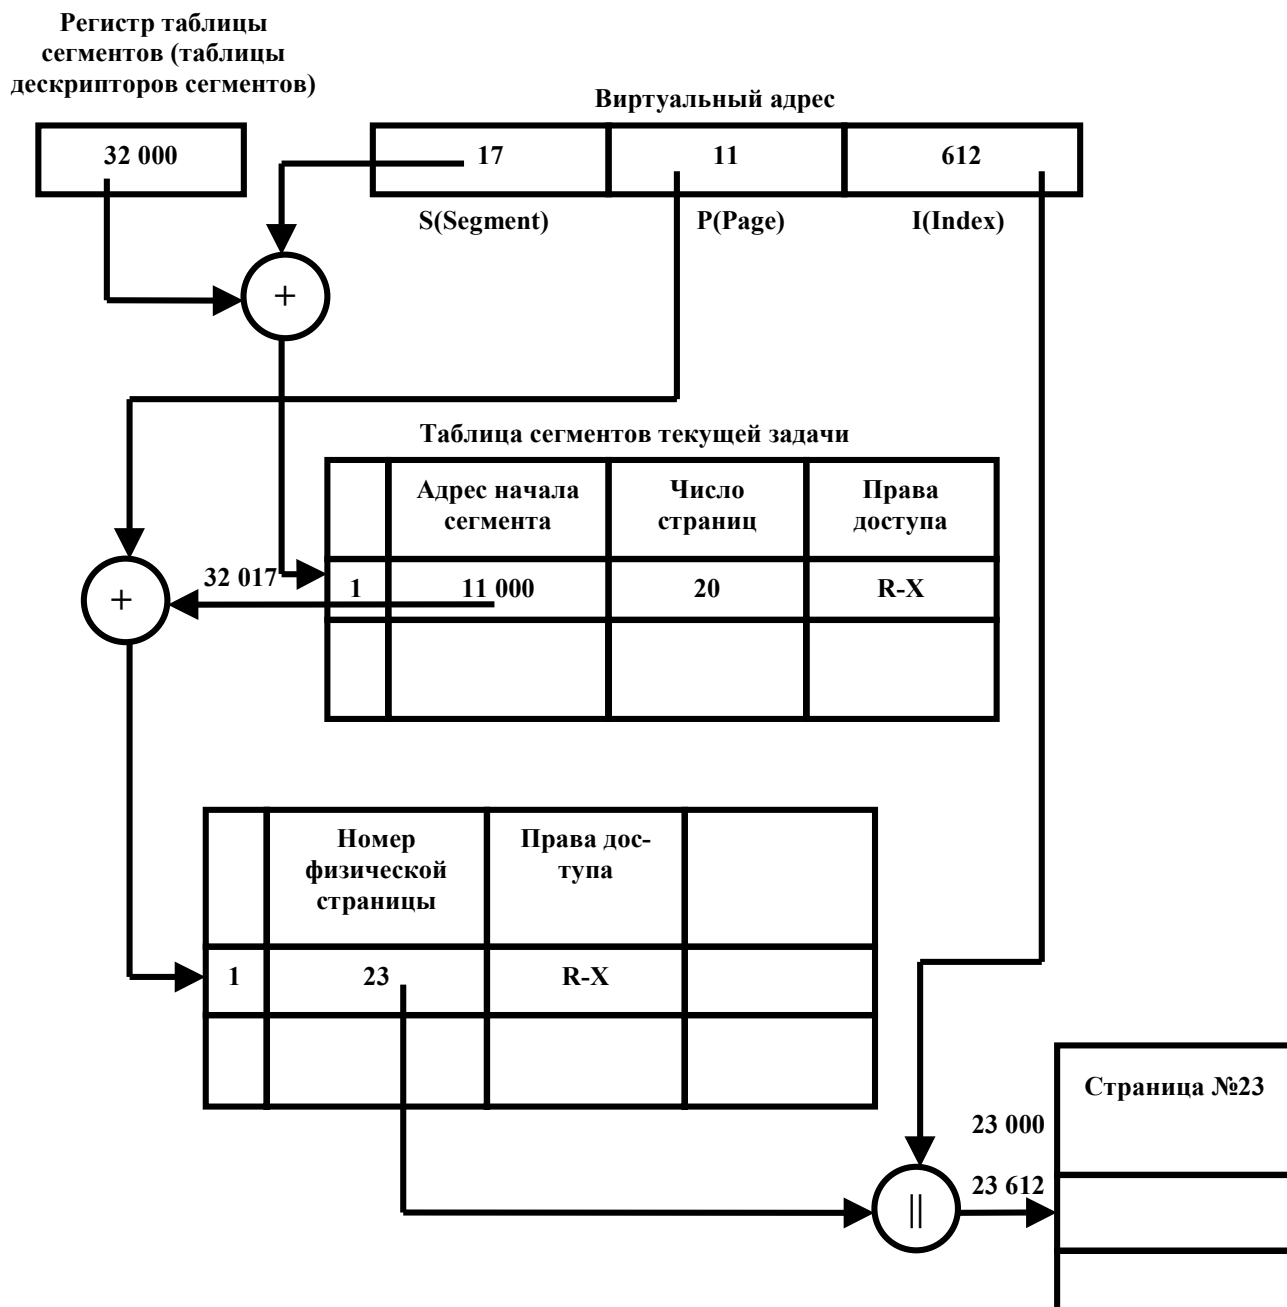 Регистр таблицы
сегментов (таблицы
дескрипторов сегментов)
Виртуальный адрес
32 000
17
11
612
S(Segment)
P(Page)
I(Index)
+
Таблица сегментов текущей задачи
Адрес начала
сегмента
Число
страниц
Права
доступа
32 017
1
11 000
20
R-X
+
Номер
физической
страницы
Права дос-
тупа
1
23
R-X
Страница №23
23 000
23 612
||